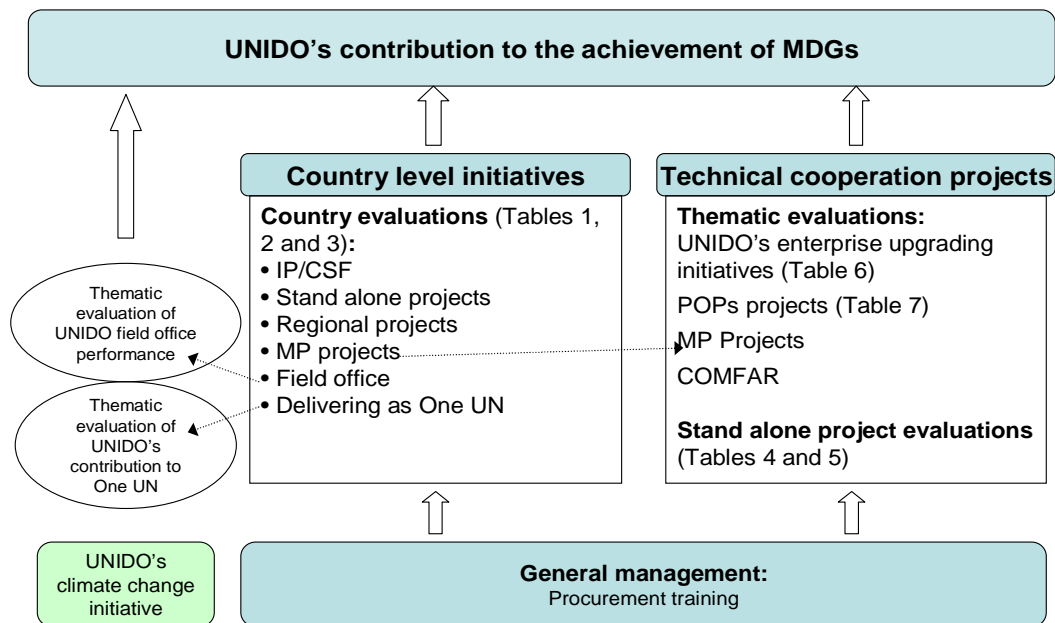 UNIDO’s contribution to the achievement of MDGs
Country level initiatives
Country evaluations (Tables 1,
2 and 3):
• IP/CSF
• Stand alone projects
• Regional projects
• MP projects
• Field office
• Delivering as One UN
Technical cooperation projects
Thematic evaluations:
UNIDO’s enterprise upgrading
initiatives (Table 6)
POPs projects (Table 7)
MP Projects
COMFAR
Stand alone project evaluations
(Tables 4 and 5)
Thematic
evaluation of
UNIDO field office
performance
Thematic
evaluation of
UNIDO’s
contribution to
One UN
UNIDO’s
climate change
initiative
General management:
Procurement training